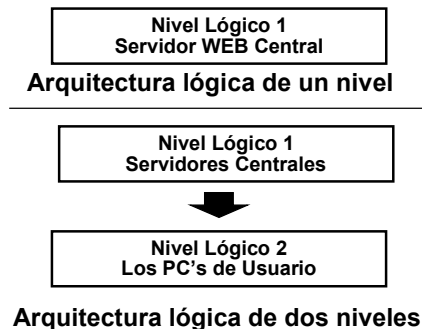 Nivel Lógico 1
Servidor WEB Central
Arquitectura lógica de un nivel
Nivel Lógico 1
Servidores Centrales
Nivel Lógico 2
Los PC's de Usuario
Arquitectura lógica de dos niveles